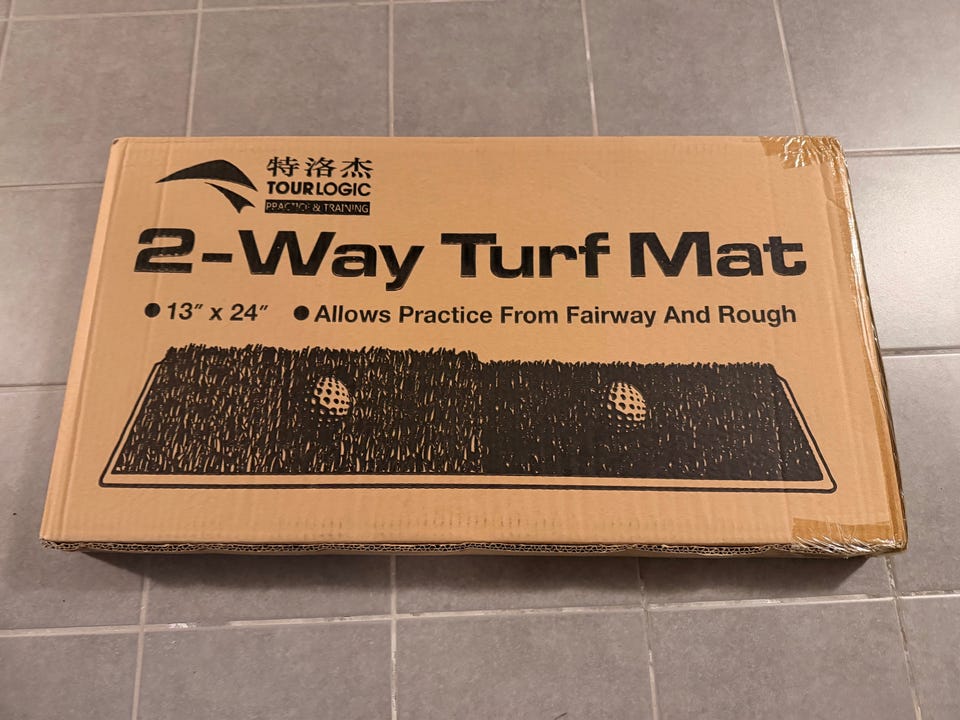 特洛杰
TOURLOGIC
PRACTICE & TRAINING
2-Way Turf Mat
● 13" x 24" ● Allows Practice From Fairway And Rough